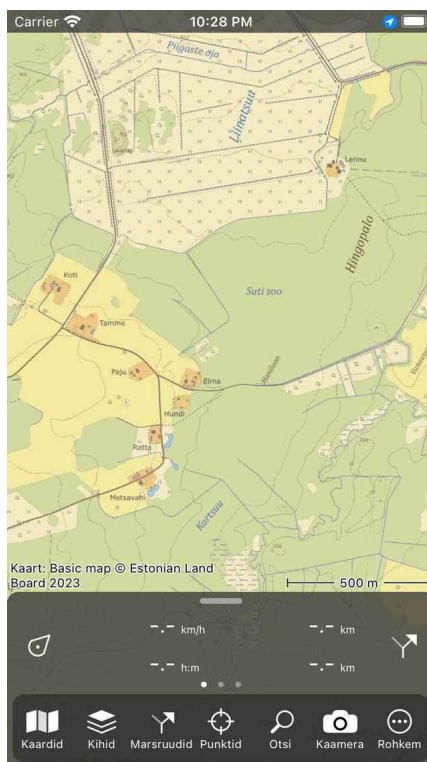 Carrier 10:28 PM
Piigaste oja
Liinatsuu
Lennu
Hingopalo
Koti
Suti soo
Tamme
Paju
Elma
Hundi
Ratta
Metsavahi
Kartsuu
Kaart: Basic map © Estonian Land
Board 2023
500 m
-.- km/h -.- km
-.- h:m -.- km
Kaardid Kihid Marsruudid Punktid Otsi Kaamera Rohkem